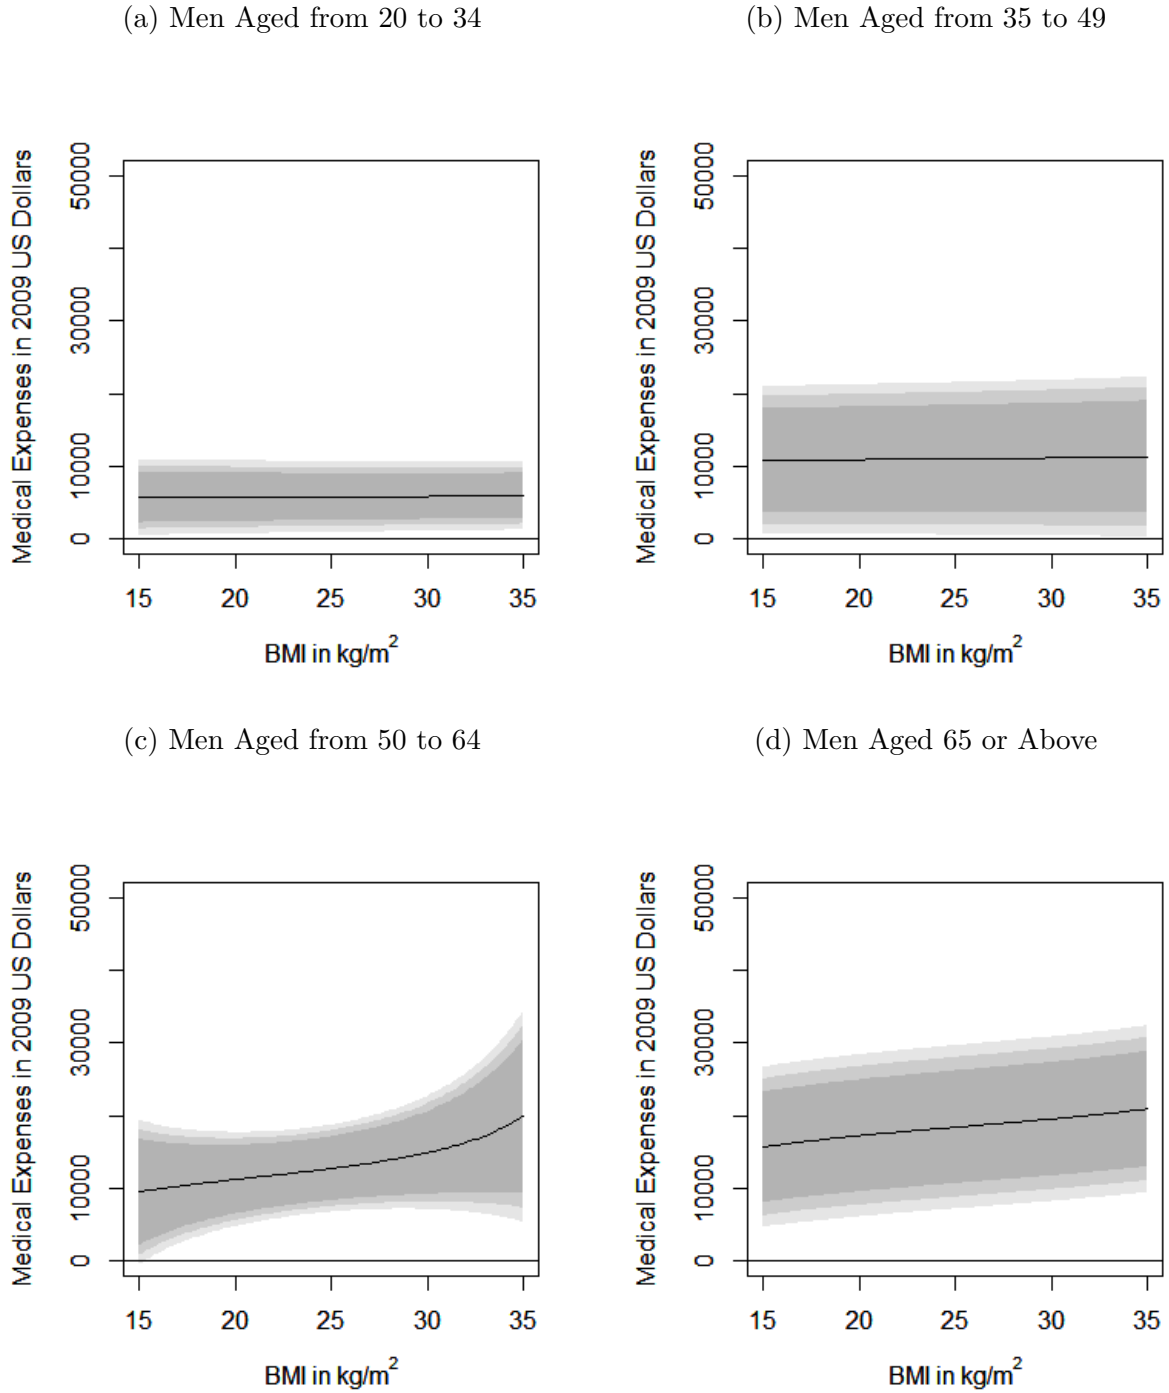 (a) Men Aged from 20 to 34
Medical Expenses in 2009 US Dollars
50000
30000
10000
0
15 20 25 30 35
BMI in kg/m²
(b) Men Aged from 35 to 49
Medical Expenses in 2009 US Dollars
50000
30000
10000
0
15 20 25 30 35
BMI in kg/m²
(c) Men Aged from 50 to 64
Medical Expenses in 2009 US Dollars
50000
30000
10000
0
15 20 25 30 35
BMI in kg/m²
(d) Men Aged 65 or Above
Medical Expenses in 2009 US Dollars
50000
30000
10000
0
15 20 25 30 35
BMI in kg/m²